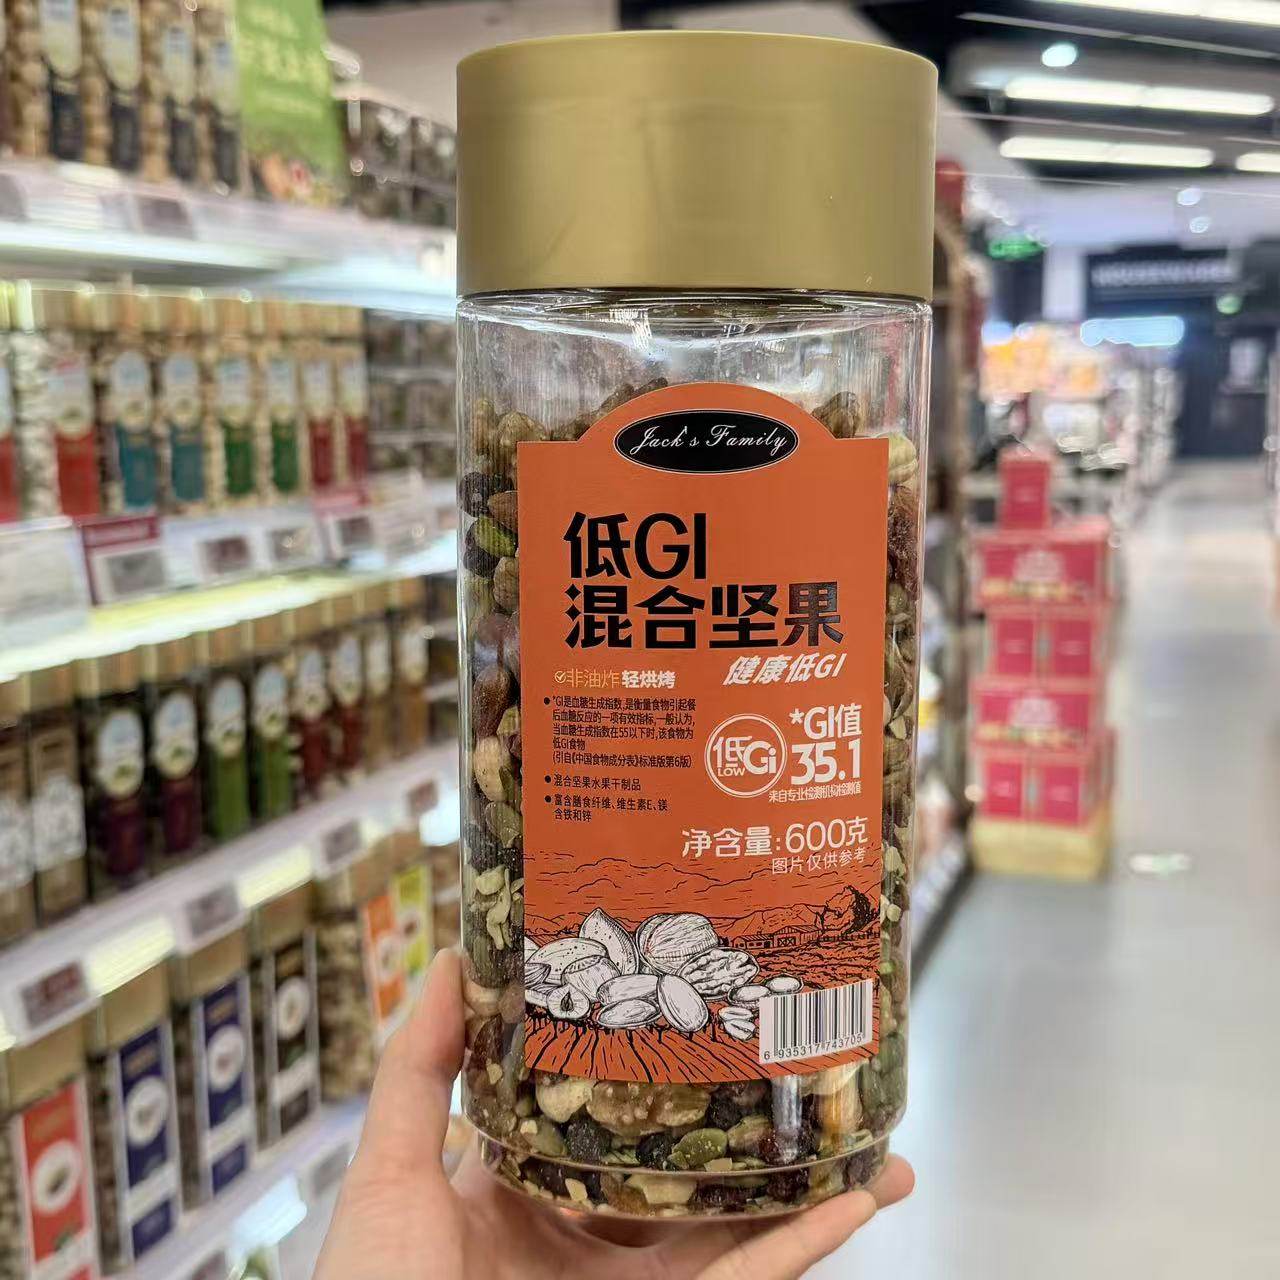 Jack's Family
低GI
混合坚果
健康低GI
非油炸 轻烘烤
*GI是血糖生成指数,是衡量食物引起餐
后血糖反应的一项有效指标,一般认为,
当血糖生成指数在55以下时,该食物为
低GI食物
(引自《中国食物成分表》标准版第6版)
混合坚果水果干制品
富含膳食纤维、维生素E、镁
含铁和锌
低Gi
LOW
*GI值
35.1
来自专业检测机构检测值
净含量:600克
图片仅供参考
6 935317 743705